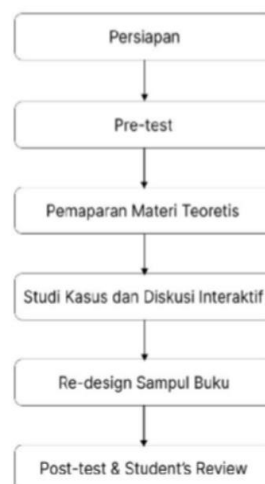 Persiapan
Pre-test
Pemaparan Materi Teoretis
Studi Kasus dan Diskusi Interaktif
Re-design Sampul Buku
Post-test & Student's Review